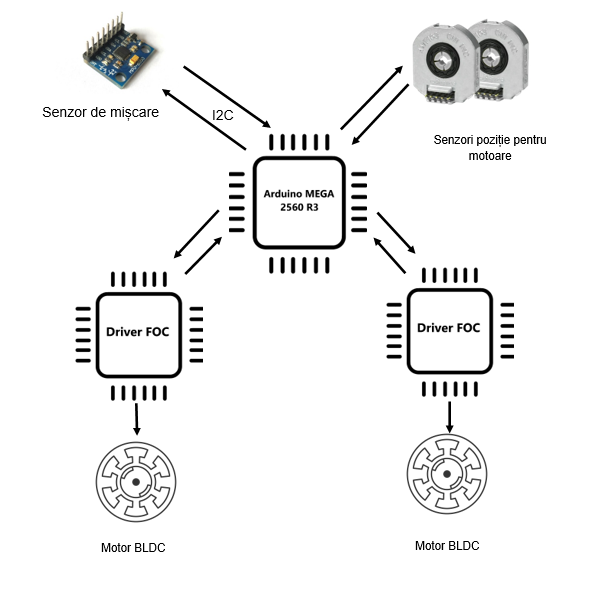 Senzor de mișcare
I2C
Senzori poziție pentru
motoare
Arduino MEGA
2560 R3
Driver FOC
Driver FOC
Motor BLDC
Motor BLDC